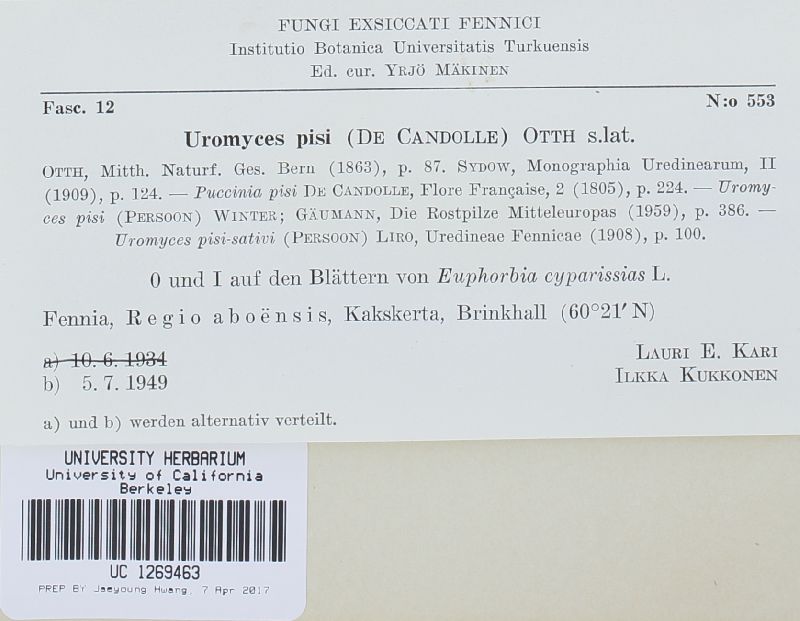 FUNGI EXSICCATI FENNICI
Institutio Botanica Universitatis Turkuensis
Ed. cur. YRJÖ MÄKINEN
Fasc. 12 N:o 553
Uromyces pisi (DE CANDOLLE) OTTH s.lat.
OTTH, Mitth. Naturf. Ges. Bern (1863), p. 87. SYDOW, Monographia Uredinearum, II
(1909), p. 124. — Puccinia pisi DE CANDOLLE, Flore Française, 2 (1805), p. 224. — Uromy-
ces pisi (PERSOON) WINTER; GÄUMANN, Die Rostpilze Mitteleuropas (1959), p. 386. —
Uromyces pisi-sativi (PERSOON) LIRO, Uredineae Fennicae (1908), p. 100.
0 und I auf den Blättern von Euphorbia cyparissias L.
Fennia, Regio aboënsis, Kakskerta, Brinkhall (60°21′ N)
a) 10. 6. 1934 LAURI E. KARI
b) 5. 7. 1949 ILKKA KUKKONEN
a) und b) werden alternativ verteilt.
UNIVERSITY HERBARIUM
University of California
Berkeley
UC 1269463
PREP BY Jaeyoung Hwang, 7 Apr 2017